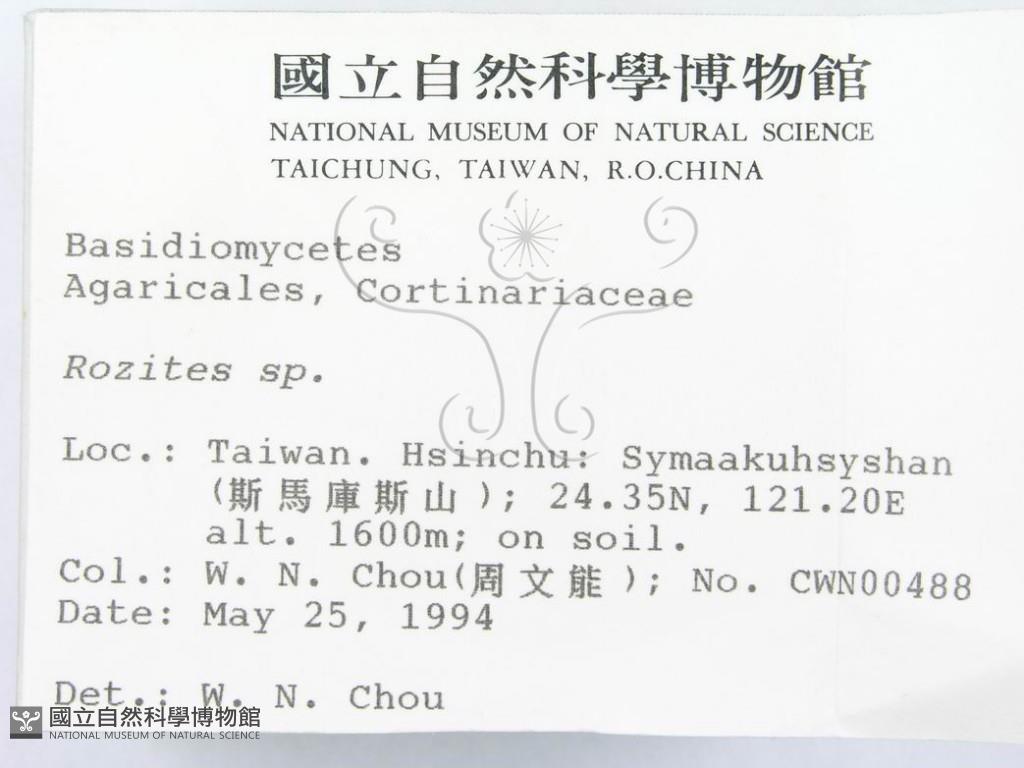 國立自然科學博物館
NATIONAL MUSEUM OF NATURAL SCIENCE
TAICHUNG, TAIWAN, R.O.CHINA
Basidiomycetes
Agaricales, Cortinariaceae
Rozites sp.
Loc.: Taiwan. Hsinchu: Symaakuhsyshan
(斯馬庫斯山); 24.35N, 121.20E
alt. 1600m; on soil.
Col.: W. N. Chou(周文能); No. CWN00488
Date: May 25, 1994
Det.: W. N. Chou
國立自然科學博物館
NATIONAL MUSEUM OF NATURAL SCIENCE